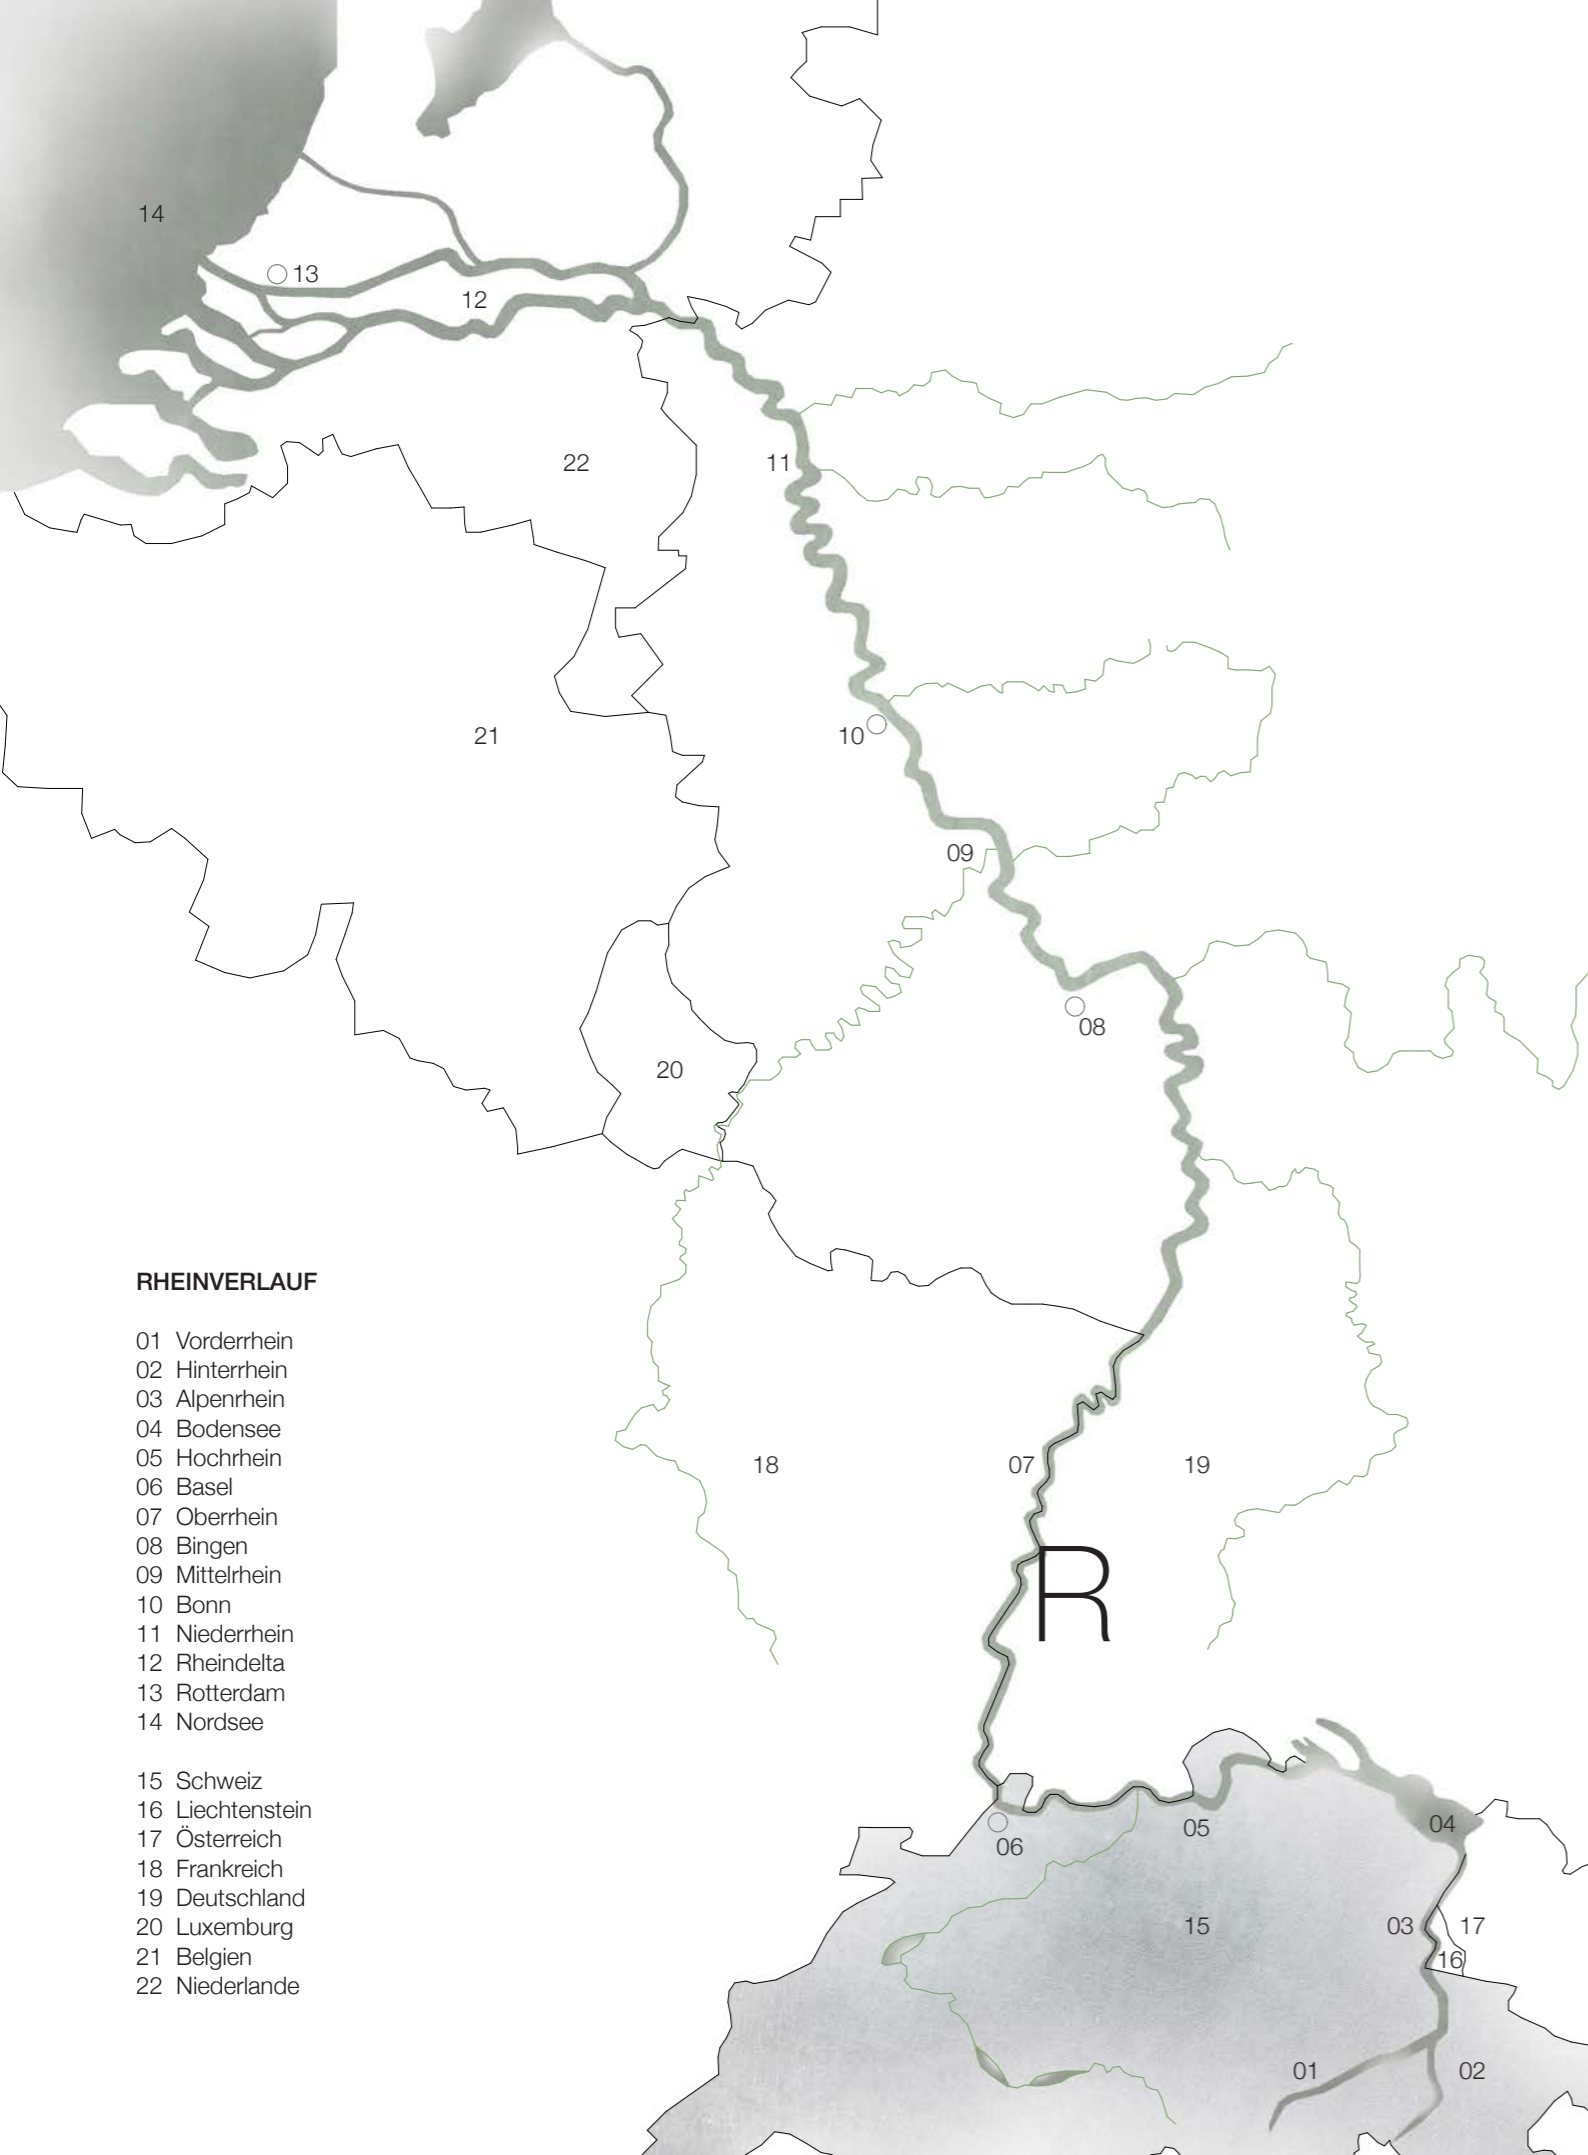 14
13
12
22
11
21
10
09
08
20
RHEINVERLAUF
01 Vorderrhein
02 Hinterrhein
03 Alpenrhein
04 Bodensee
05 Hochrhein
06 Basel
07 Oberrhein
08 Bingen
09 Mittelrhein
10 Bonn
11 Niederrhein
12 Rheindelta
13 Rotterdam
14 Nordsee
15 Schweiz
16 Liechtenstein
17 Österreich
18 Frankreich
19 Deutschland
20 Luxemburg
21 Belgien
22 Niederlande
18
07
19
R
04
05
06
15
03
17
16
01
02